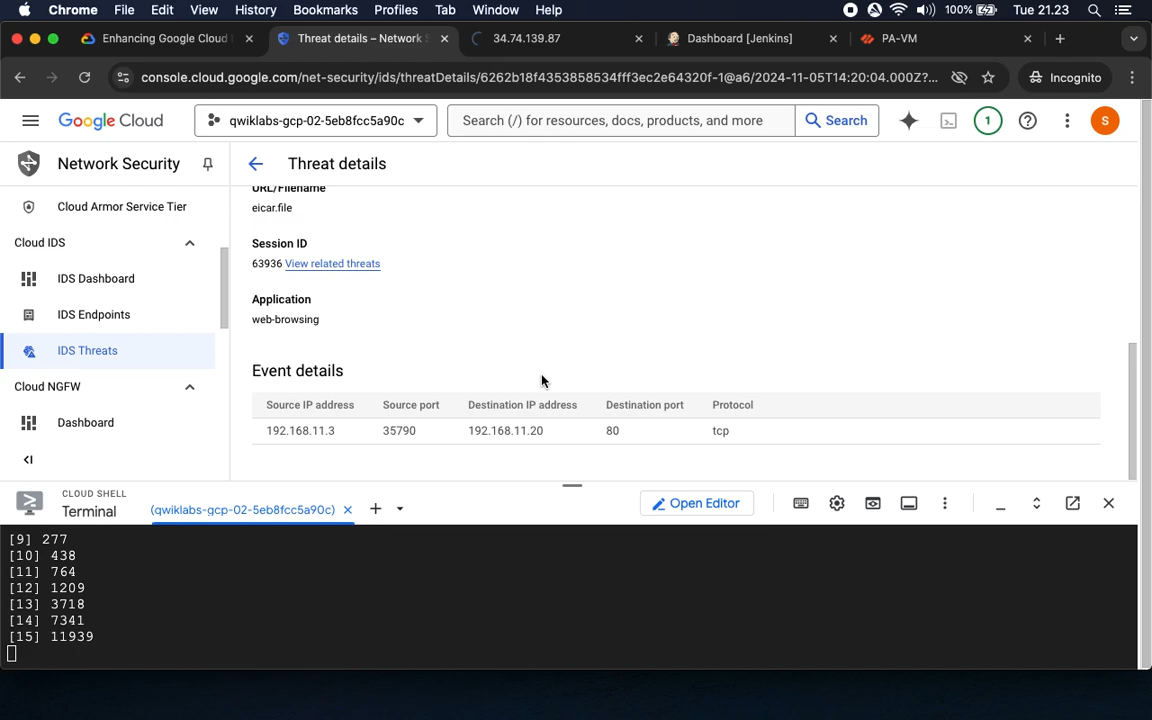 Chrome File Edit View History Bookmarks Profiles Tab Window Help 100% Tue 21.23
Enhancing Google Cloud Threat details – Network S 34.74.139.87 Dashboard [Jenkins] PA-VM
console.cloud.google.com/net-security/ids/threatDetails/6262b18f4353858534fff3ec2e64320f-1@a6/2024-11-05T14:20:04.000Z?... Incognito
Google Cloud qwiklabs-gcp-02-5eb8fcc5a90c Search (/) for resources, docs, products, and more Search 1 S
Network Security Threat details
URL/Filename
Cloud Armor Service Tier eicar.file
Cloud IDS Session ID
63936 View related threats
IDS Dashboard
Application
IDS Endpoints web-browsing
IDS Threats
Event details
Cloud NGFW
Source IP address Source port Destination IP address Destination port Protocol
Dashboard 192.168.11.3 35790 192.168.11.20 80 tcp
CLOUD SHELL
Terminal (qwiklabs-gcp-02-5eb8fcc5a90c) Open Editor
[9] 277
[10] 438
[11] 764
[12] 1209
[13] 3718
[14] 7341
[15] 11939